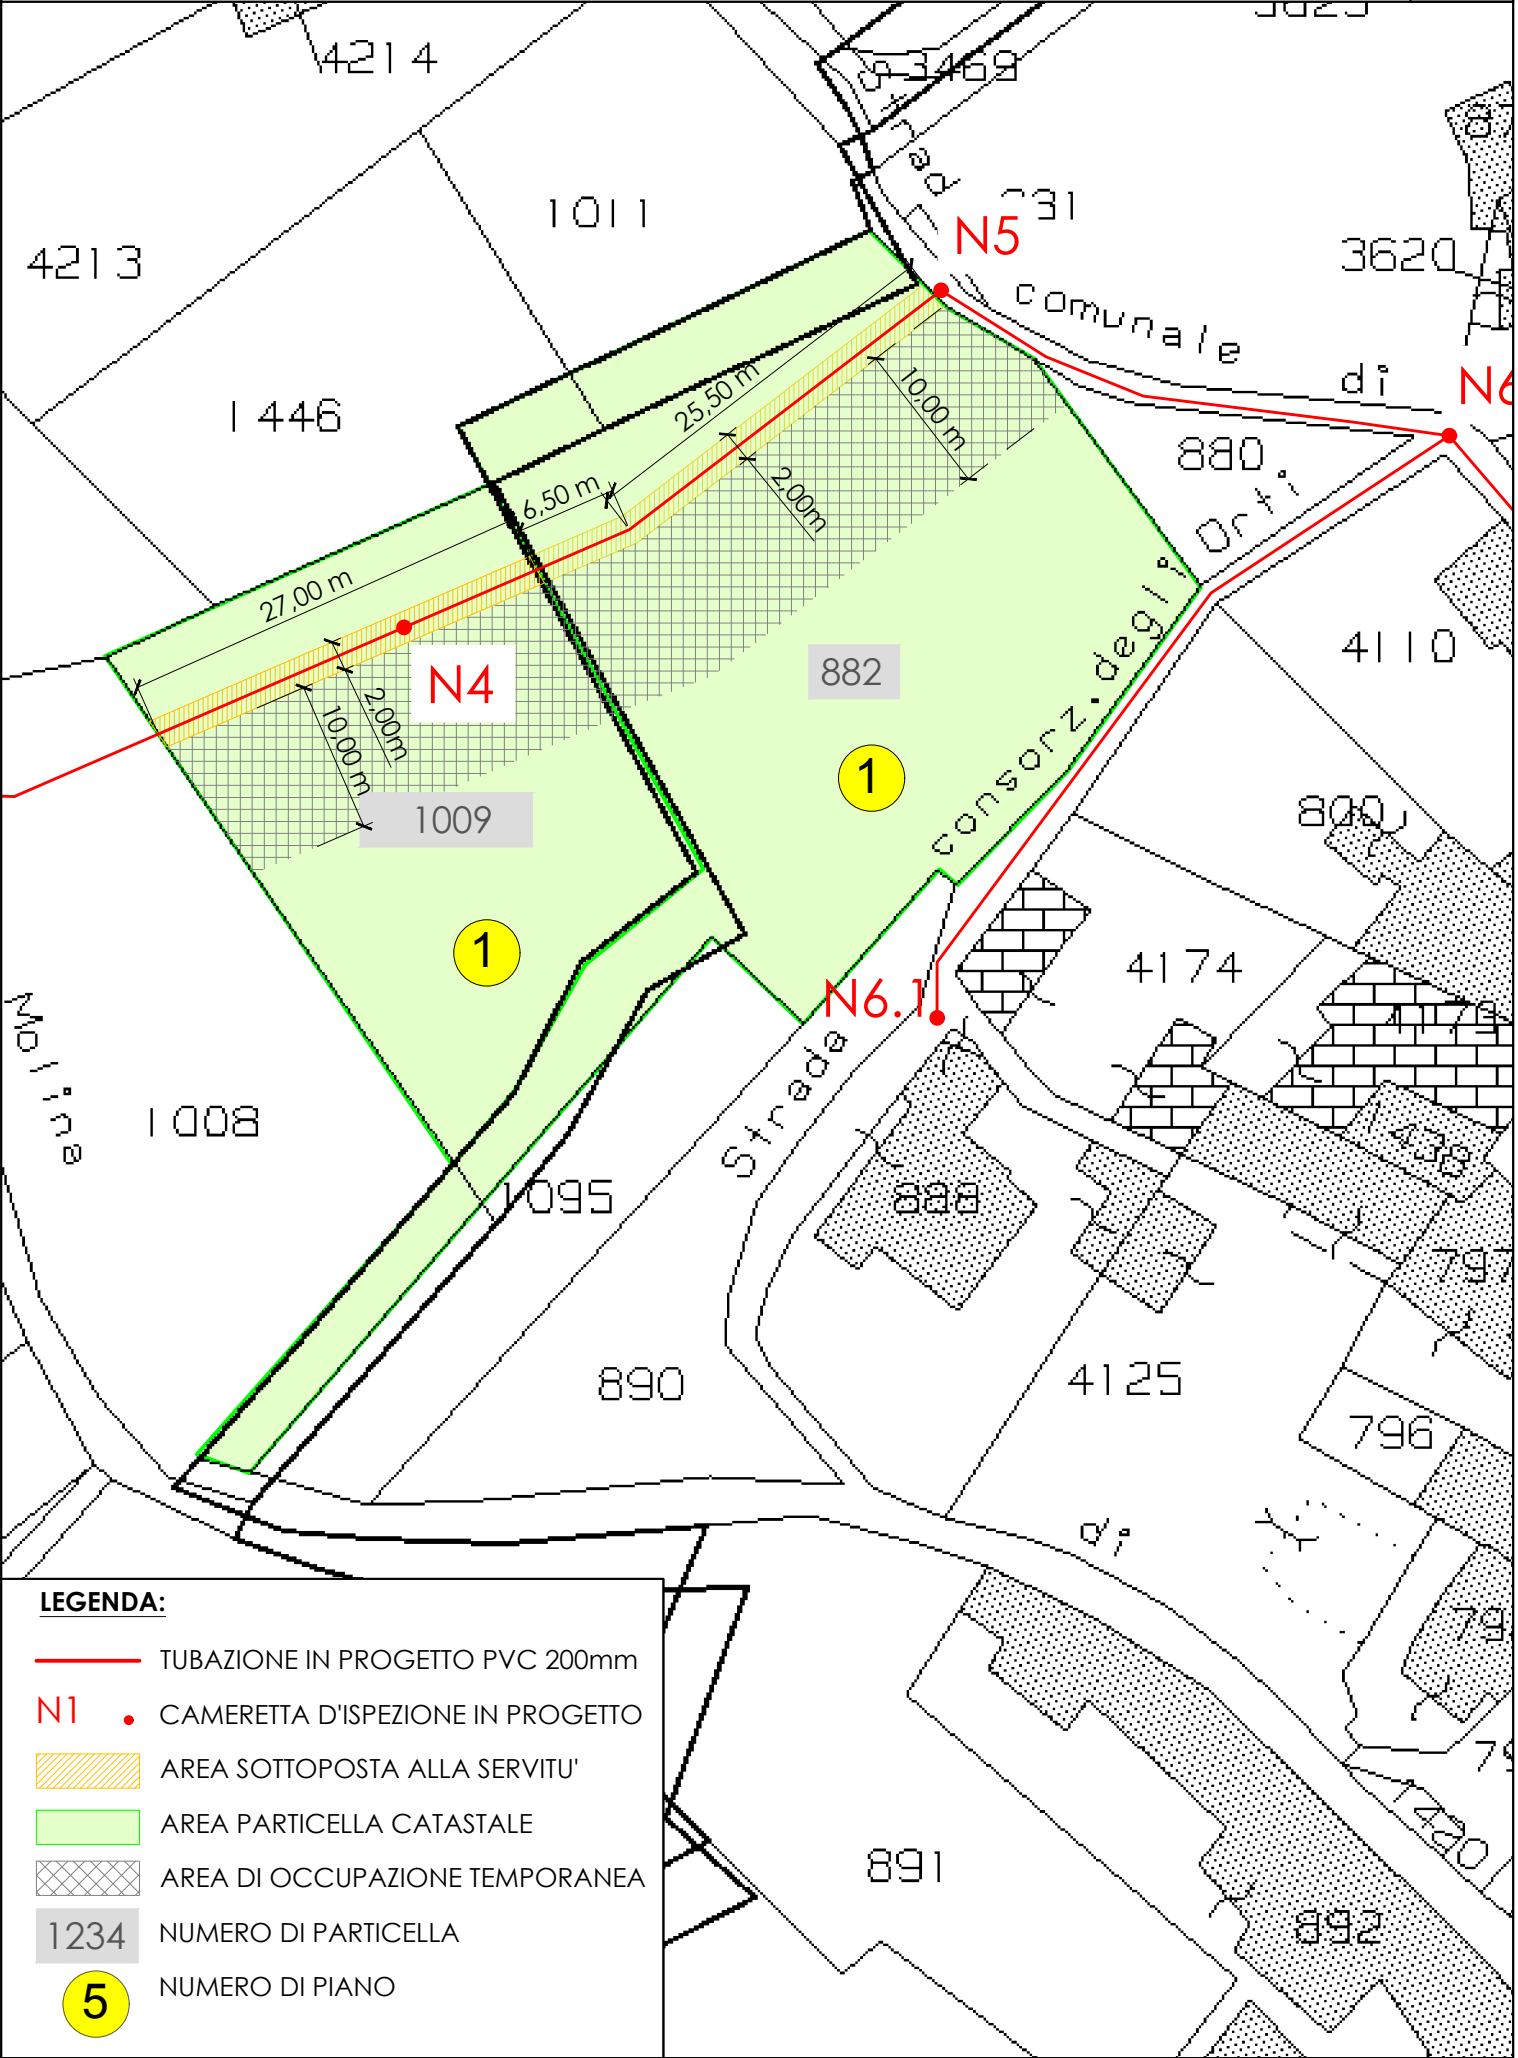 4214
3469
1011
N5
4213
3620
comunale
di
1446
25,50 m
10,00 m
880
6,50 m
2,00m
Orti
27,00 m
4110
882
N4
degli
2,00m
10,00 m
1
consorz.
1009
800
1
4174
N6.1
Molina
Strada
1008
438
1095
888
797
890
4125
796
di
891
892
LEGENDA:
TUBAZIONE IN PROGETTO PVC 200mm
N1 CAMERETTA D'ISPEZIONE IN PROGETTO
AREA SOTTOPOSTA ALLA SERVITU'
AREA PARTICELLA CATASTALE
AREA DI OCCUPAZIONE TEMPORANEA
1234 NUMERO DI PARTICELLA
5 NUMERO DI PIANO